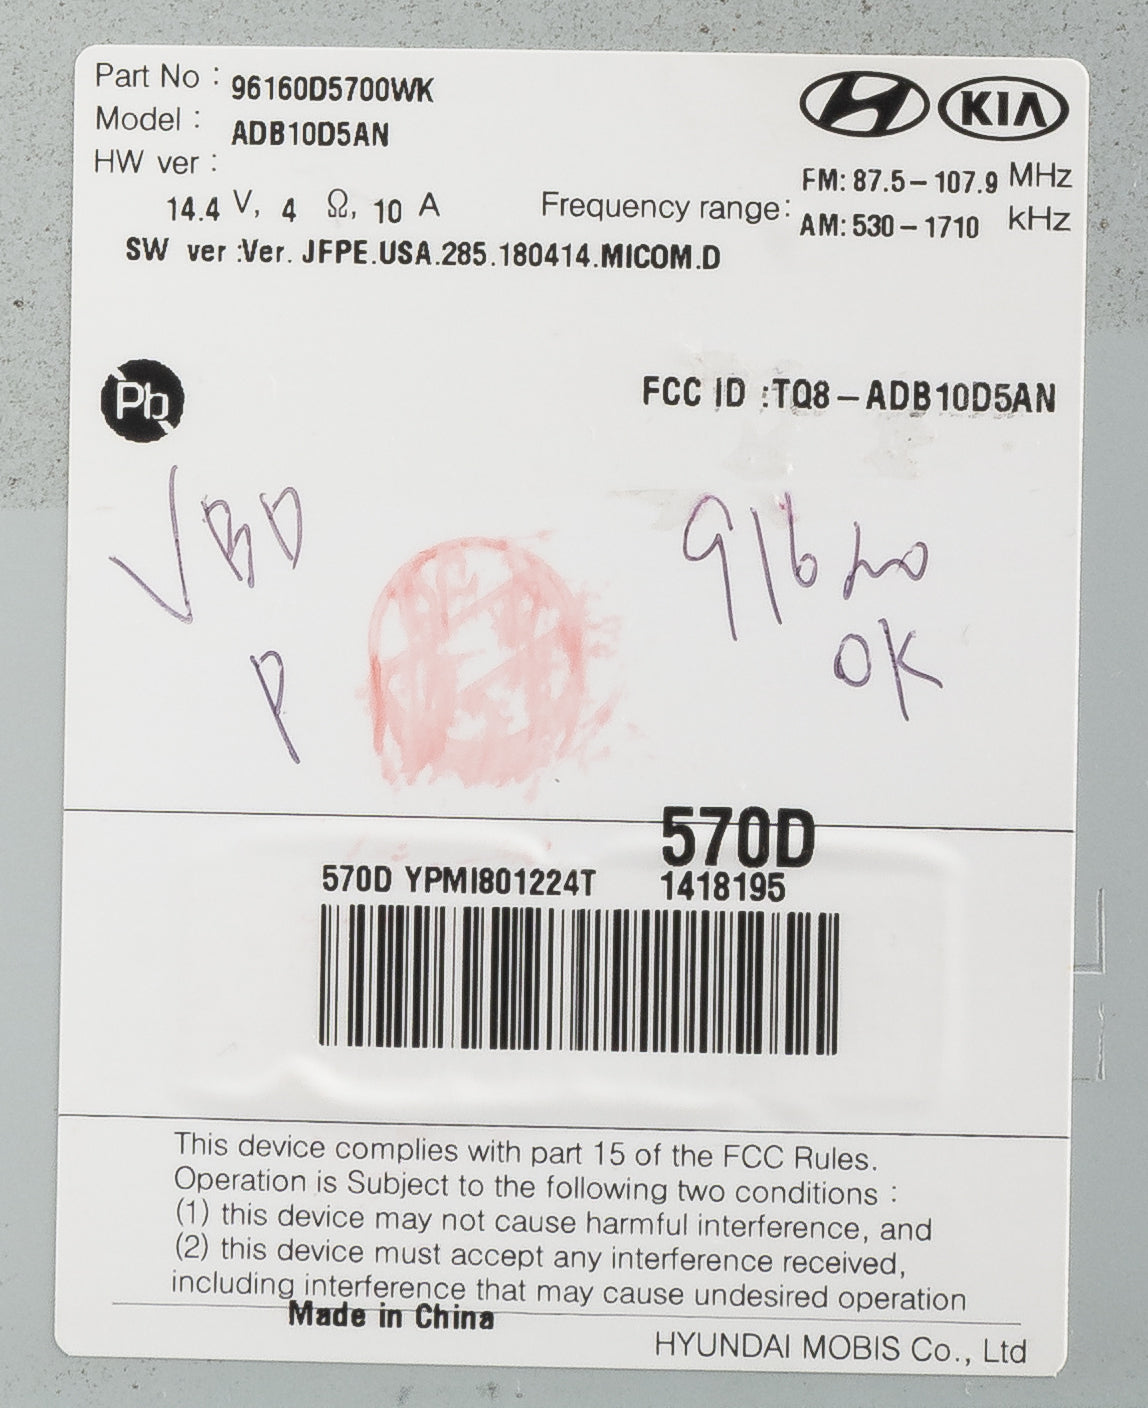 Part No : 96160D5700WK
Model : ADB10D5AN
HW ver :
KIA
14.4 V, 4 Ω, 10 A
Frequency range: FM: 87.5-107.9 MHz
AM: 530-1710 kHz
SW ver :Ver. JFPE.USA.285.180414.MICOM.D
Pb
FCC ID :TQ8-ADB10D5AN
VBD
P
OK
570D
570D YPMI801224T 1418195
This device complies with part 15 of the FCC Rules.
Operation is Subject to the following two conditions :
(1) this device may not cause harmful interference, and
(2) this device must accept any interference received,
including interference that may cause undesired operation
Made in China
HYUNDAI MOBIS Co., Ltd